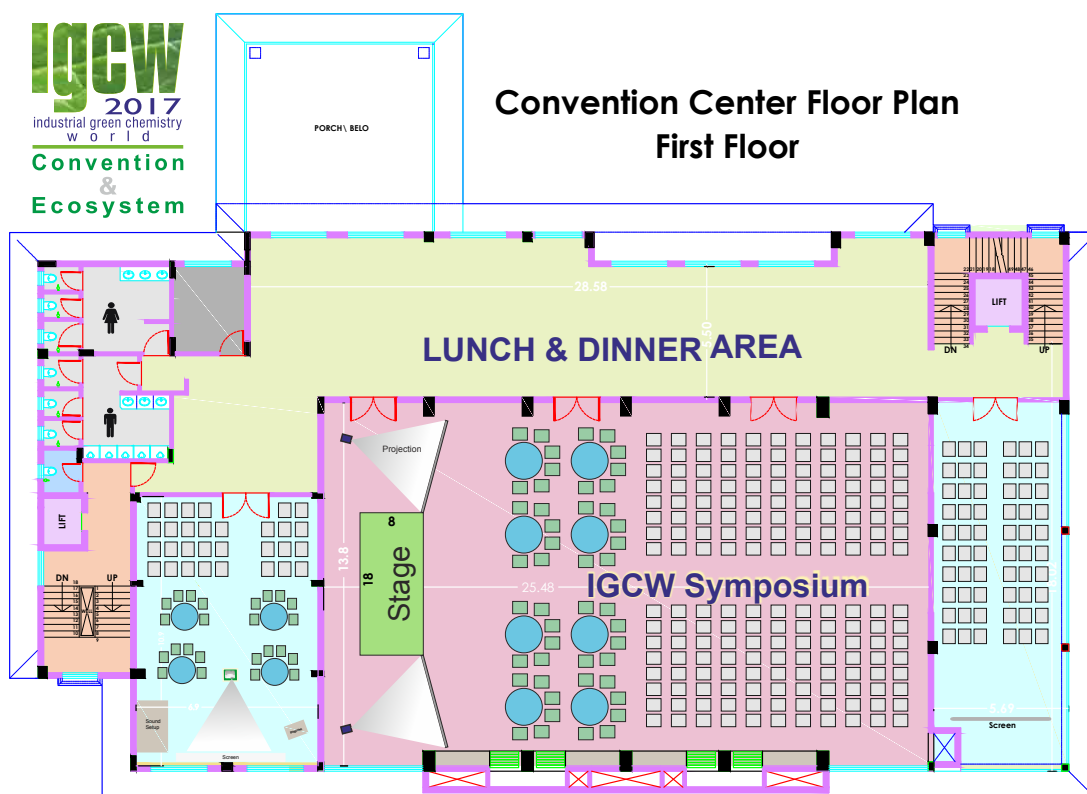 igcw
2017
industrial green chemistry
world
Convention
&
Ecosystem
Convention Center Floor Plan
First Floor
PORCH\ BELO
28.58
5.50
LUNCH & DINNER AREA
LIFT
DN
UP
Projection
8
18
Stage
13.8
25.48
IGCW Symposium
LIFT
DN
UP
Sound
Setup
Screen
5.59
Screen